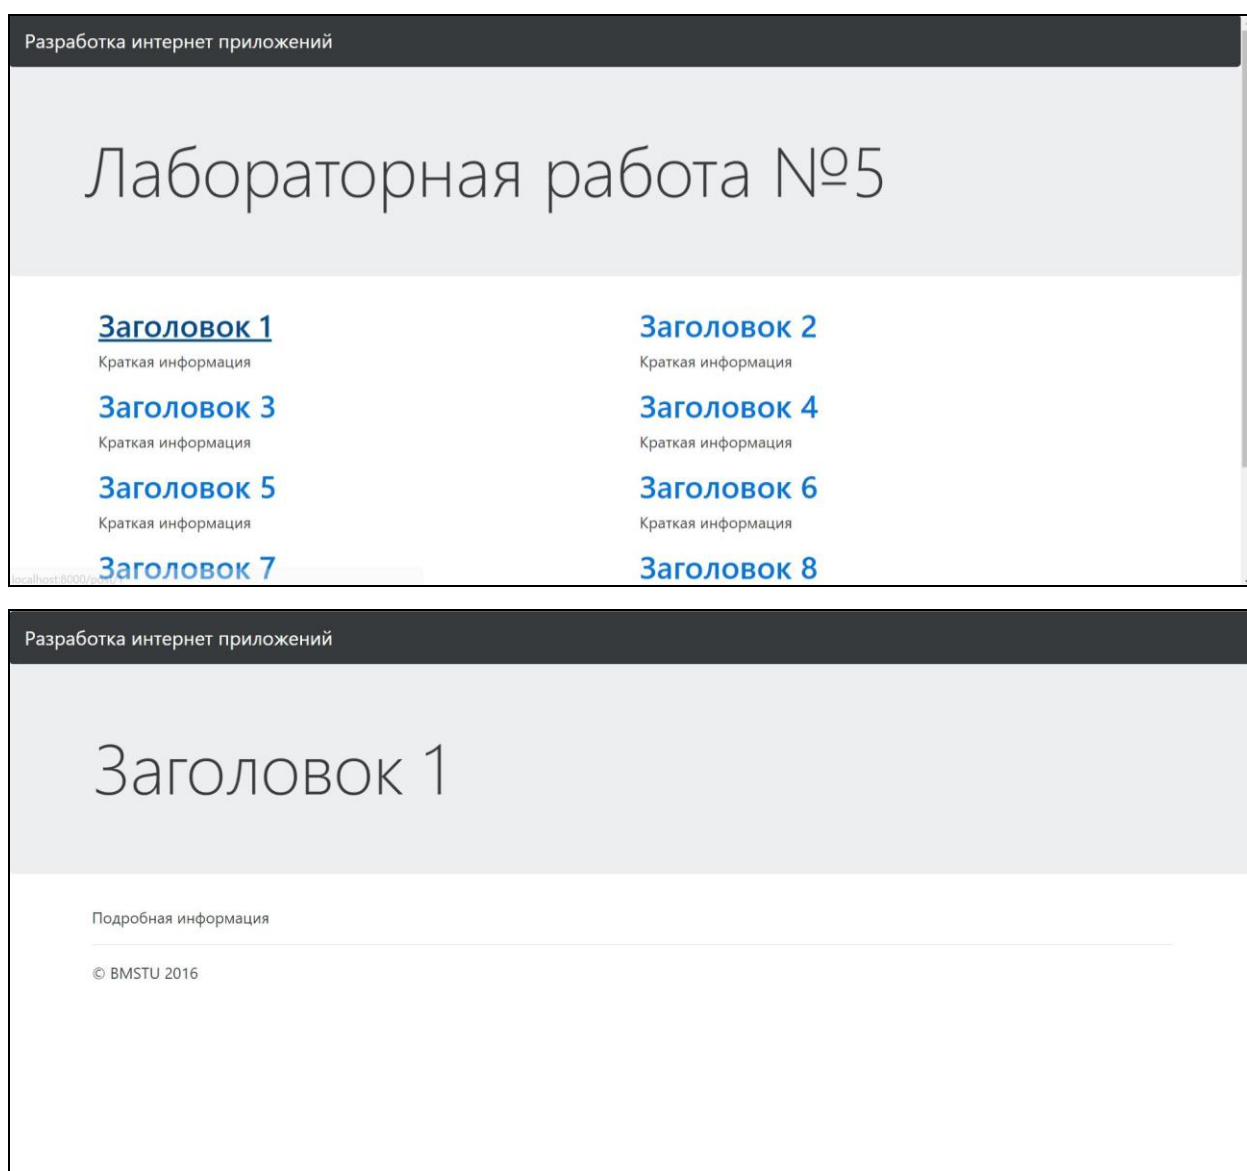 Разработка интернет приложений
Лабораторная работа №5
Заголовок 1
Краткая информация
Заголовок 2
Краткая информация
Заголовок 3
Краткая информация
Заголовок 4
Краткая информация
Заголовок 5
Краткая информация
Заголовок 6
Краткая информация
Заголовок 7
Заголовок 8
Разработка интернет приложений
Заголовок 1
Подробная информация
© BMSTU 2016